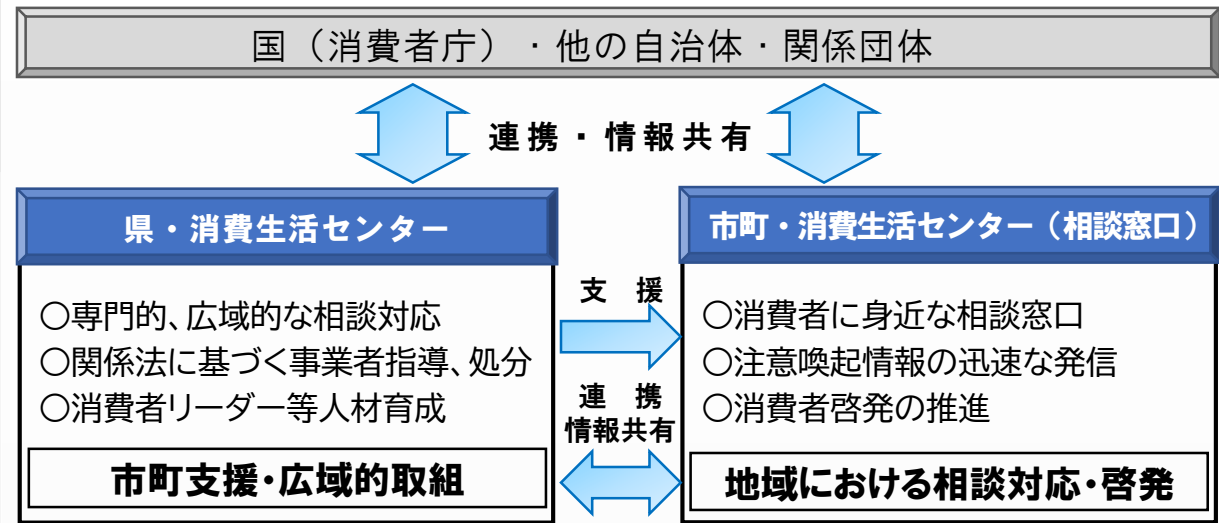 国（消費者庁）・他の自治体・関係団体
連携・情報共有
県・消費生活センター
〇専門的、広域的な相談対応
〇関係法に基づく事業者指導、処分
〇消費者リーダー等人材育成
市町支援・広域的取組
支　援
連　携
情報共有
市町・消費生活センター（相談窓口）
〇消費者に身近な相談窓口
〇注意喚起情報の迅速な発信
〇消費者啓発の推進
地域における相談対応・啓発